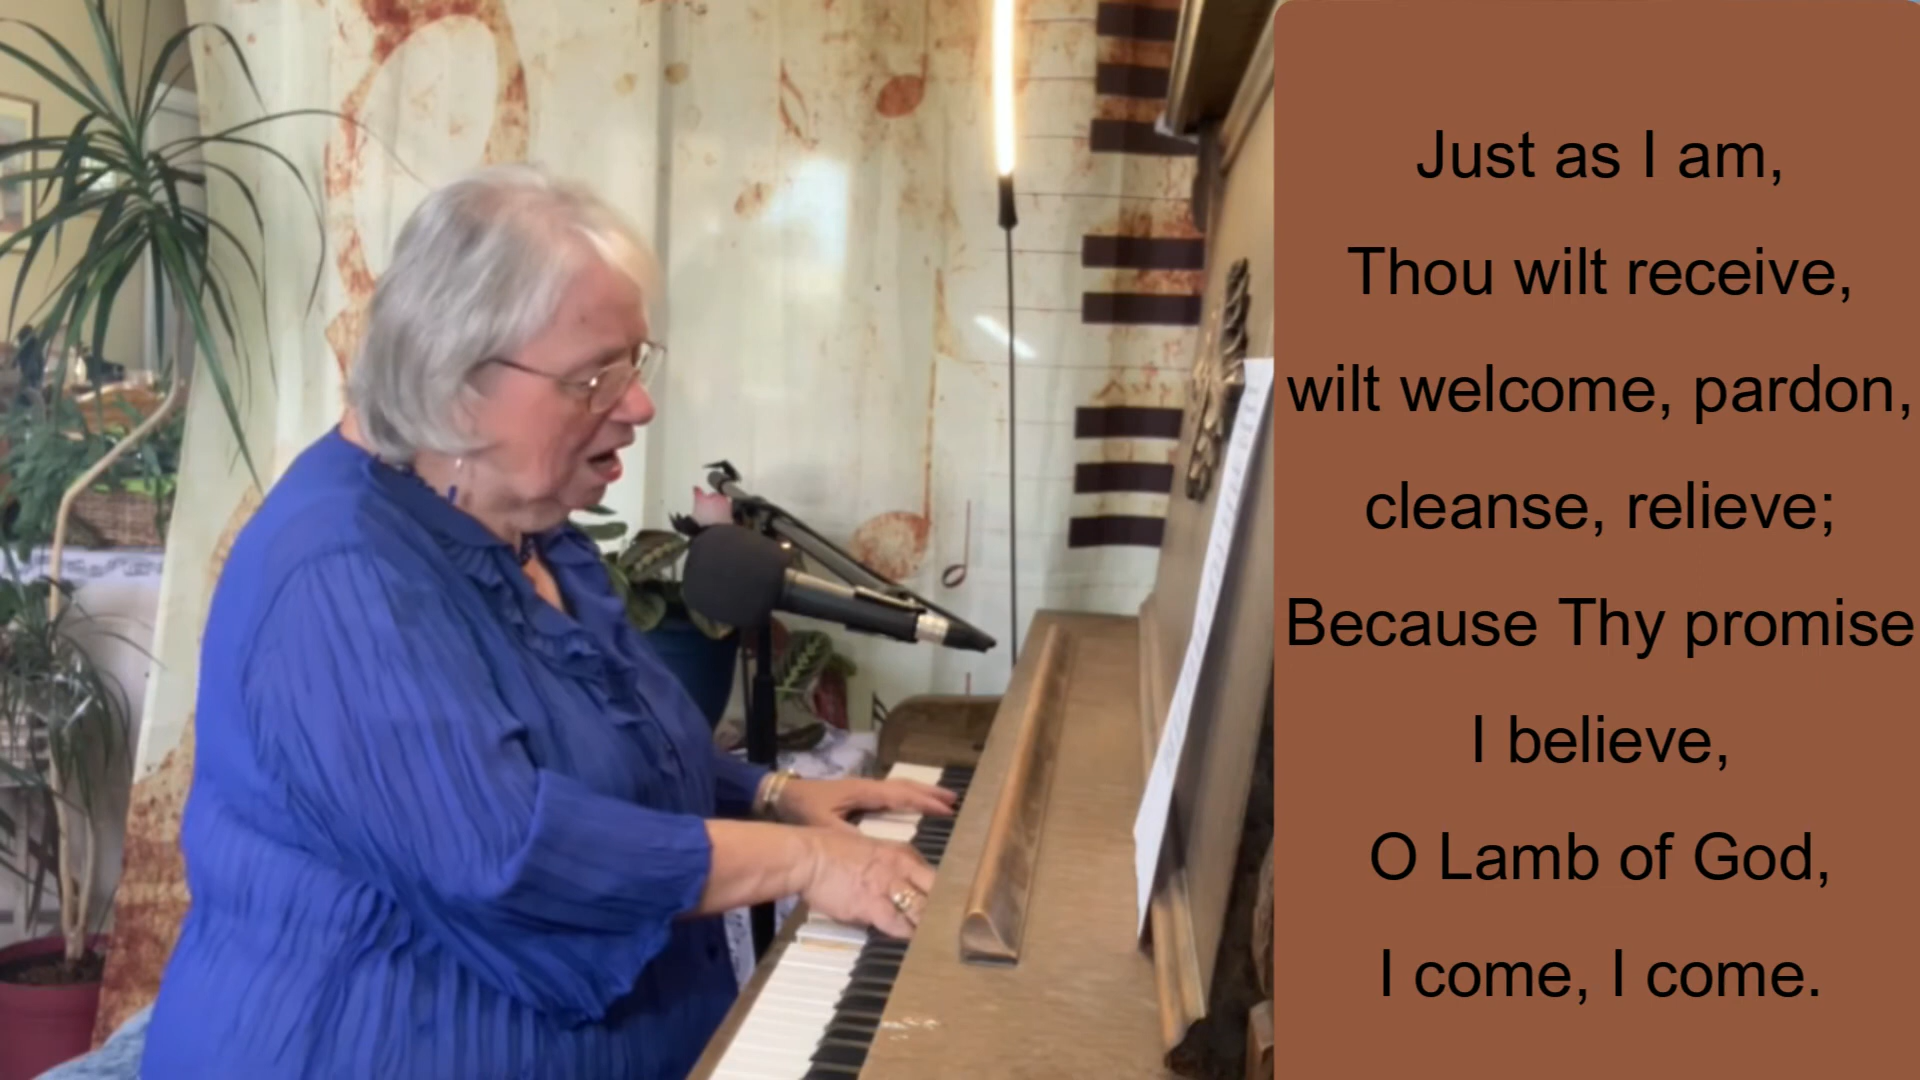 Just as I am,
Thou wilt receive,
wilt welcome, pardon,
cleanse, relieve;
Because Thy promise
I believe,
O Lamb of God,
I come, I come.